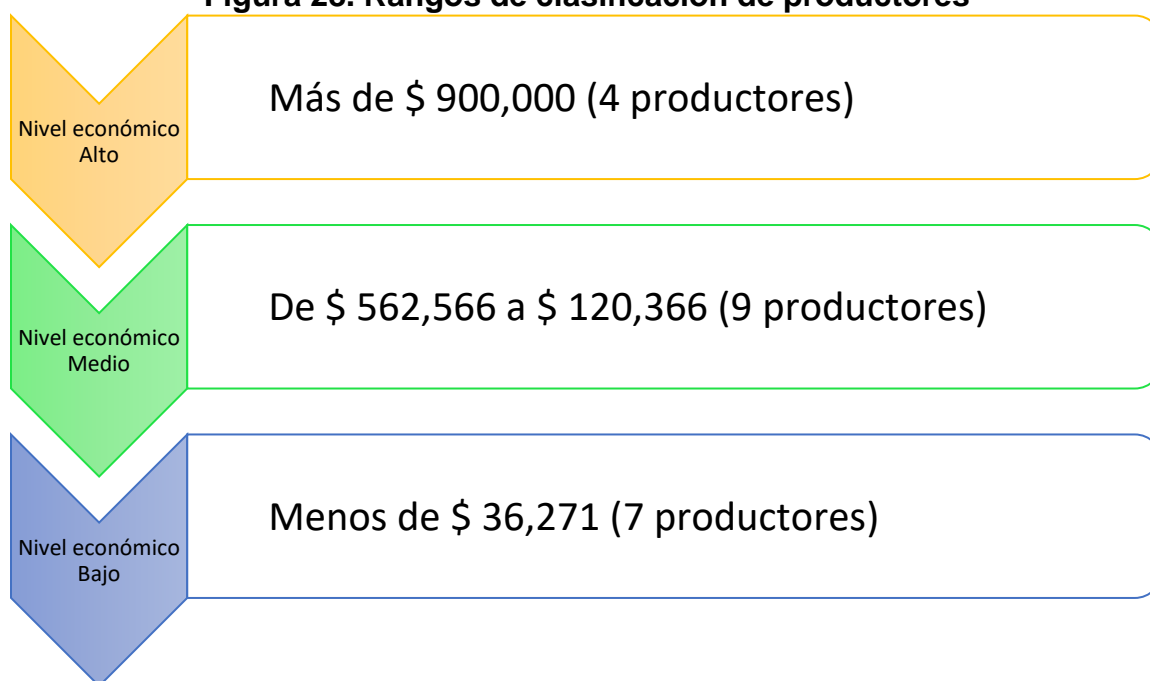 Figura 26. Rangos de clasificación de productores
Más de $ 900,000 (4 productores)
Nivel económico
Alto
De $ 562,566 a $ 120,366 (9 productores)
Nivel económico
Medio
Menos de $ 36,271 (7 productores)
Nivel económico
Bajo